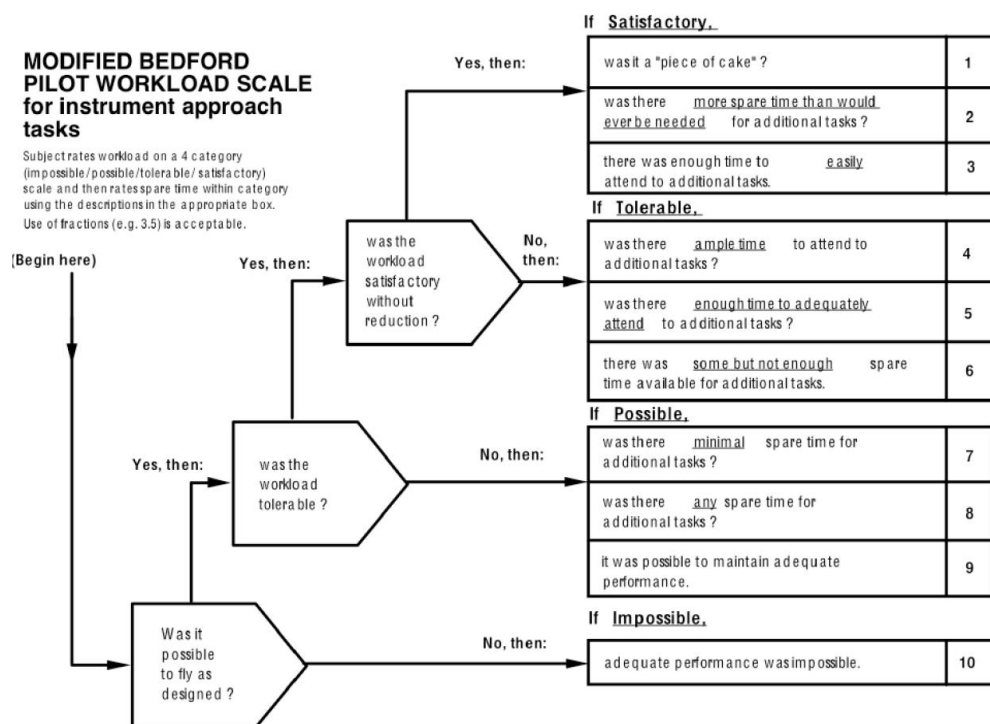 MODIFIED BEDFORD
PILOT WORKLOAD SCALE
for instrument approach
tasks
Subject rates workload on a 4 category
(impossible/possible/tolerable/ satisfactory)
scale and then rates spare time within category
using the descriptions in the appropriate box.
Use of fractions (e.g. 3.5) is acceptable.
(Begin here)
Yes, then:
If Satisfactory,
was it a "piece of cake" ? 1
was there more spare time than would
ever be needed for additional tasks ? 2
there was enough time to easily
attend to additional tasks. 3
Yes, then:
was the
workload
satisfactory
without
reduction ?
No,
then:
If Tolerable,
was there ample time to attend to
additional tasks ? 4
was there enough time to adequately
attend to additional tasks ? 5
there was some but not enough spare
time available for additional tasks. 6
Yes, then:
was the
workload
tolerable ?
No, then:
If Possible,
was there minimal spare time for
additional tasks ? 7
was there any spare time for
additional tasks ? 8
it was possible to maintain adequate
performance. 9
Was it
possible
to fly as
designed ?
No, then:
If Impossible,
adequate performance was impossible. 10